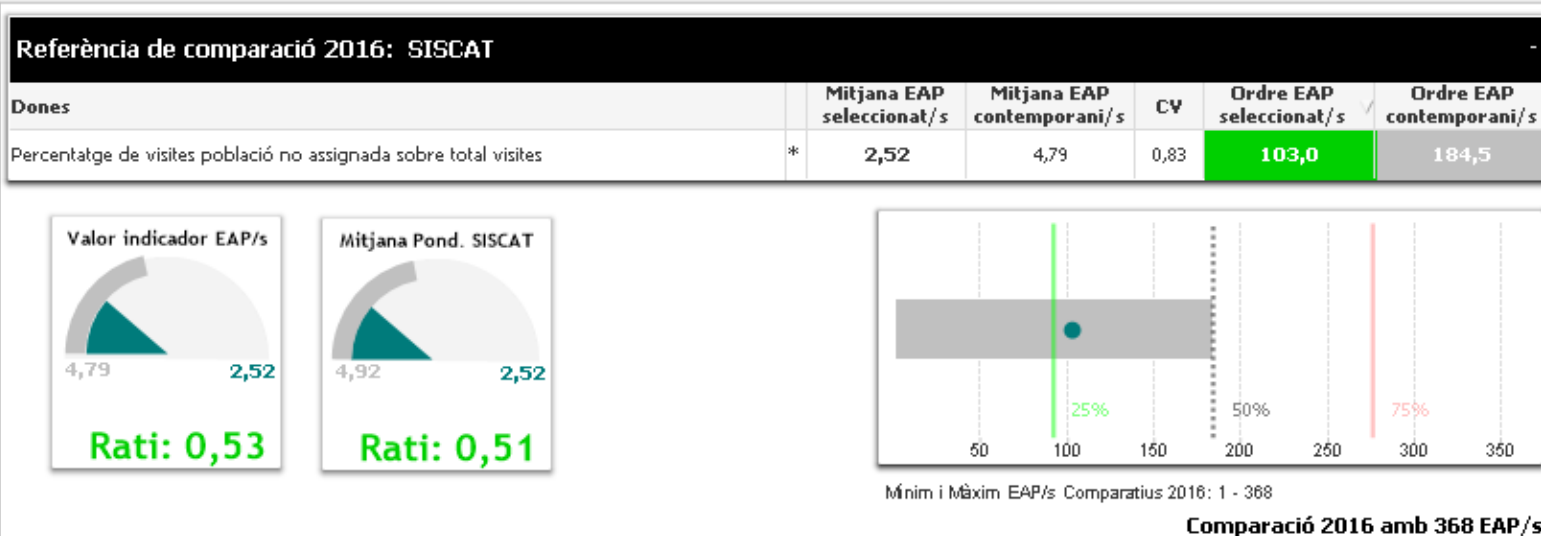 Referència de comparació 2016: SISCAT -
Dones Mitjana EAP seleccionat/s Mitjana EAP contemporani/s CV Ordre EAP seleccionat/s Ordre EAP contemporani/s
Percentatge de visites població no assignada sobre total visites * 2,52 4,79 0,83 103,0 184,5
Valor indicador EAP/s
4,79 2,52
Rati: 0,53
Mitjana Pond. SISCAT
4,92 2,52
Rati: 0,51
25% 50% 75%
50 100 150 200 250 300 350
Mínim i Màxim EAP/s Comparatius 2016: 1 - 368
Comparació 2016 amb 368 EAP/s